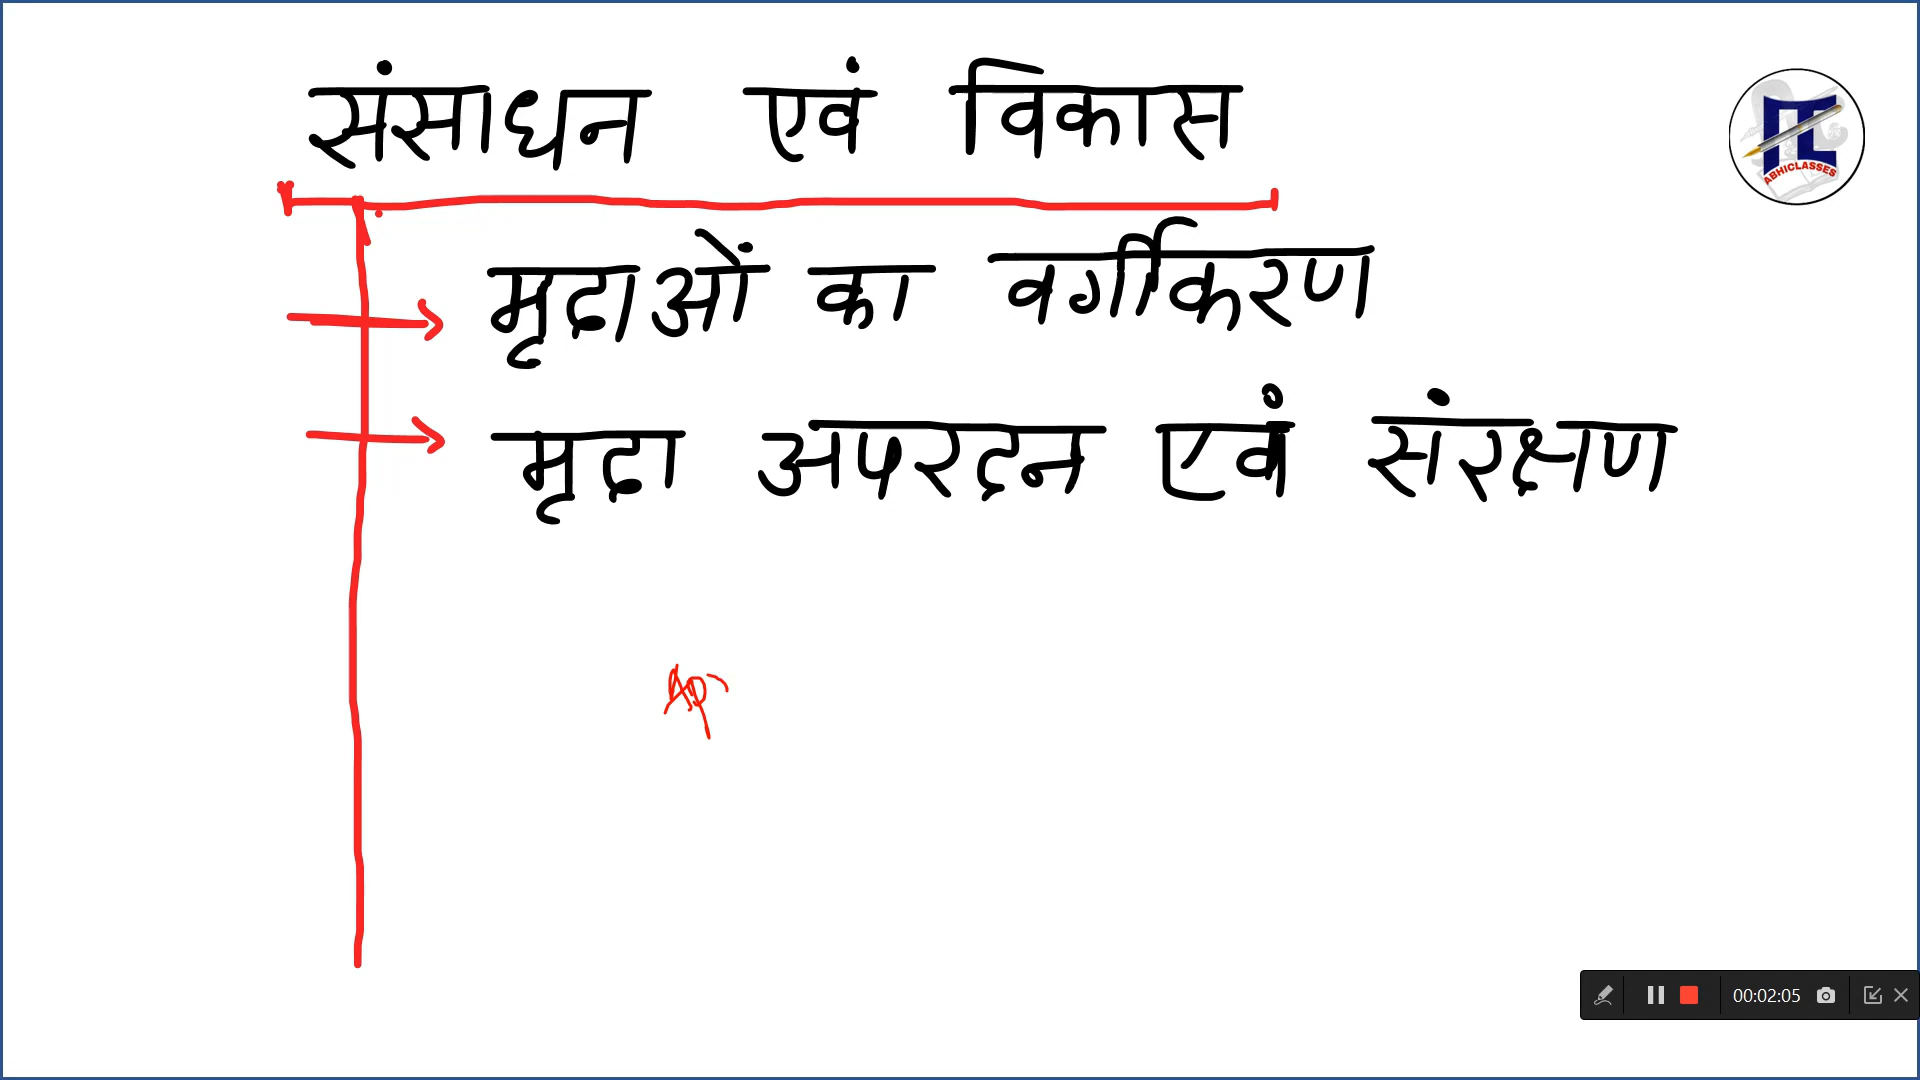 संसाधन एवं विकास
ABHICLASSES
मृदाओं का वर्गीकरण
मृदा अपरदन एवं संरक्षण
00:02:05